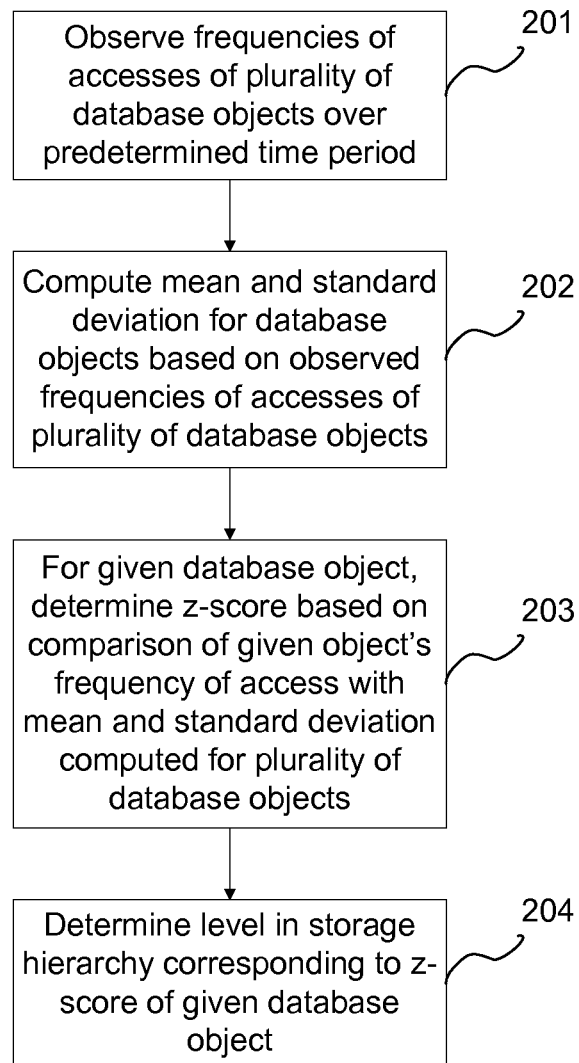 Observe frequencies of
accesses of plurality of
database objects over
predetermined time period
201
Compute mean and standard
deviation for database
objects based on observed
frequencies of accesses of
plurality of database objects
202
For given database object,
determine z-score based on
comparison of given object's
frequency of access with
mean and standard deviation
computed for plurality of
database objects
203
Determine level in storage
hierarchy corresponding to z-
score of given database
object
204